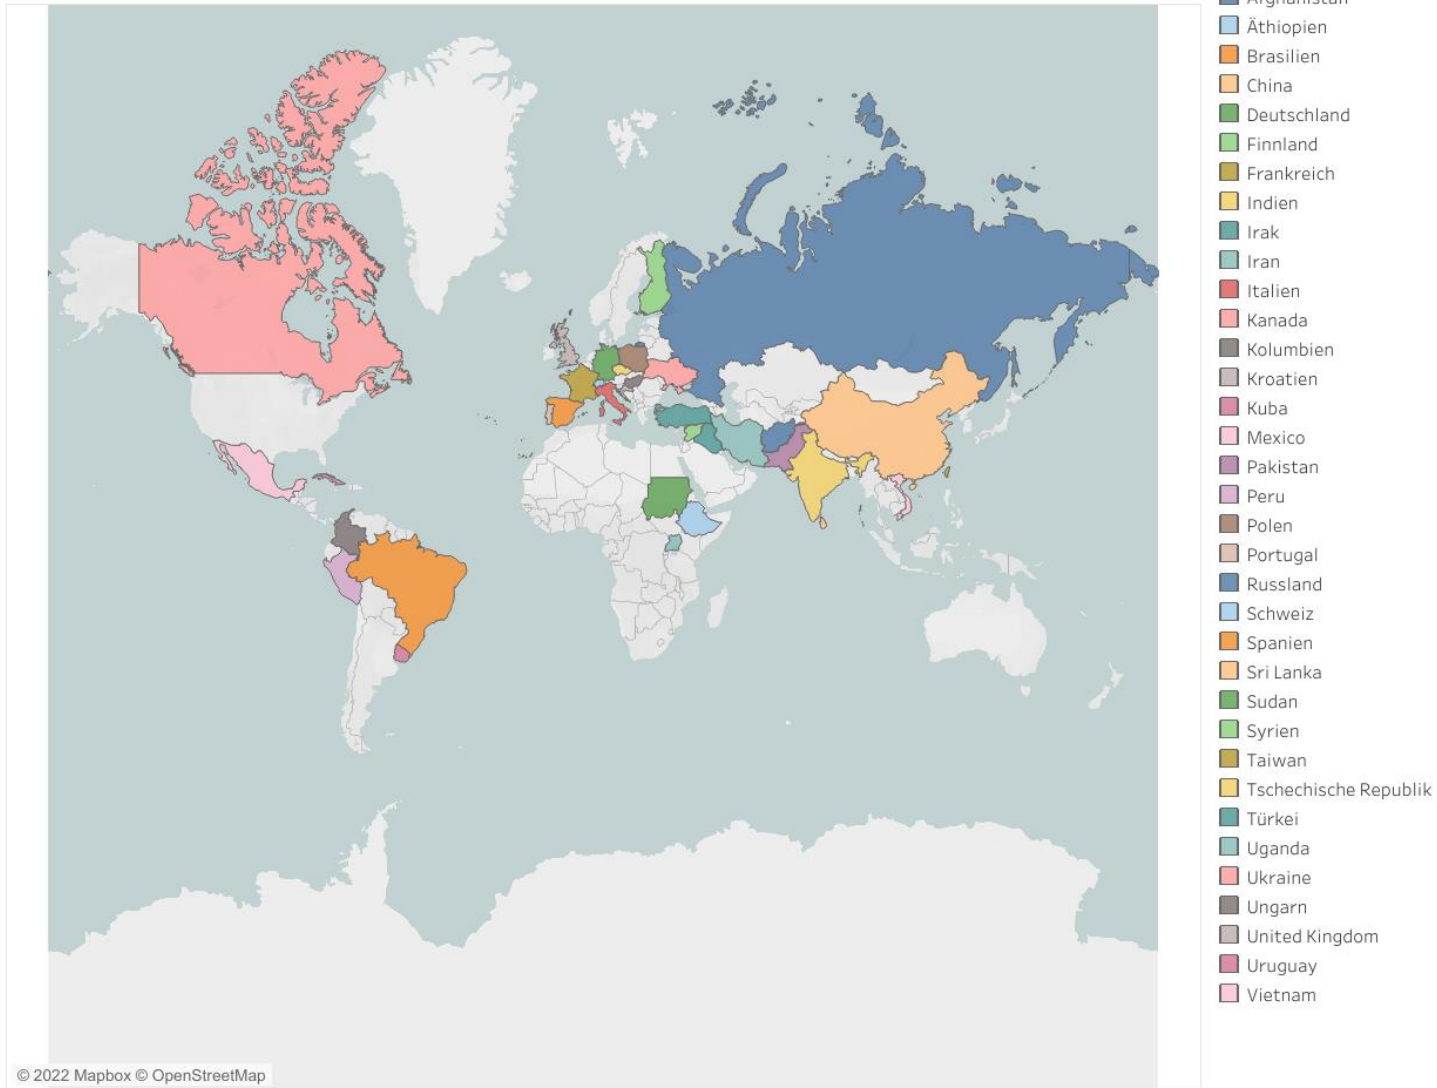 Afghanistan
Äthiopien
Brasilien
China
Deutschland
Finnland
Frankreich
Indien
Irak
Iran
Italien
Kanada
Kolumbien
Kroatien
Kuba
Mexico
Pakistan
Peru
Polen
Portugal
Russland
Schweiz
Spanien
Sri Lanka
Sudan
Syrien
Taiwan
Tschechische Republik
Türkei
Uganda
Ukraine
Ungarn
United Kingdom
Uruguay
Vietnam
© 2022 Mapbox © OpenStreetMap